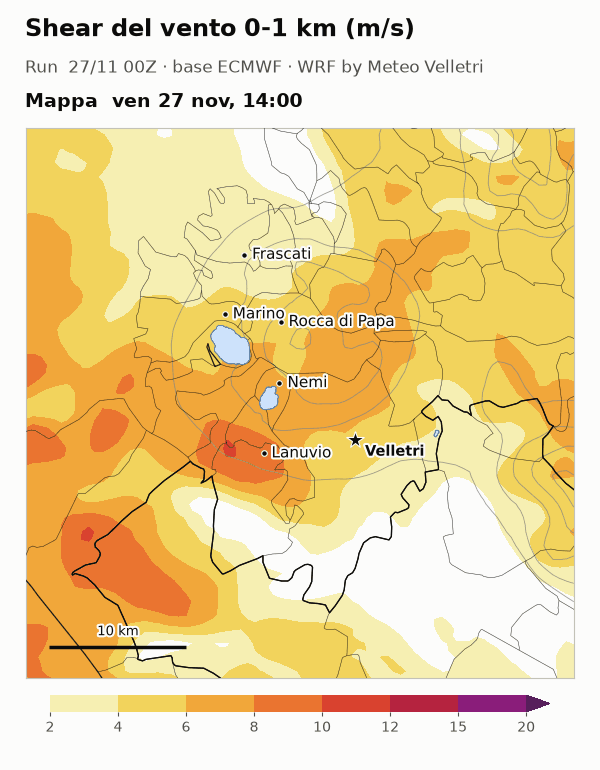 Shear del vento 0-1 km (m/s)
Run 27/11 00Z · base ECMWF · WRF by Meteo Velletri
Mappa ven 27 nov, 14:00
Frascati
Marino
Rocca di Papa
Nemi
Velletri
Lanuvio
10 km
2 4 6 8 10 12 15 20